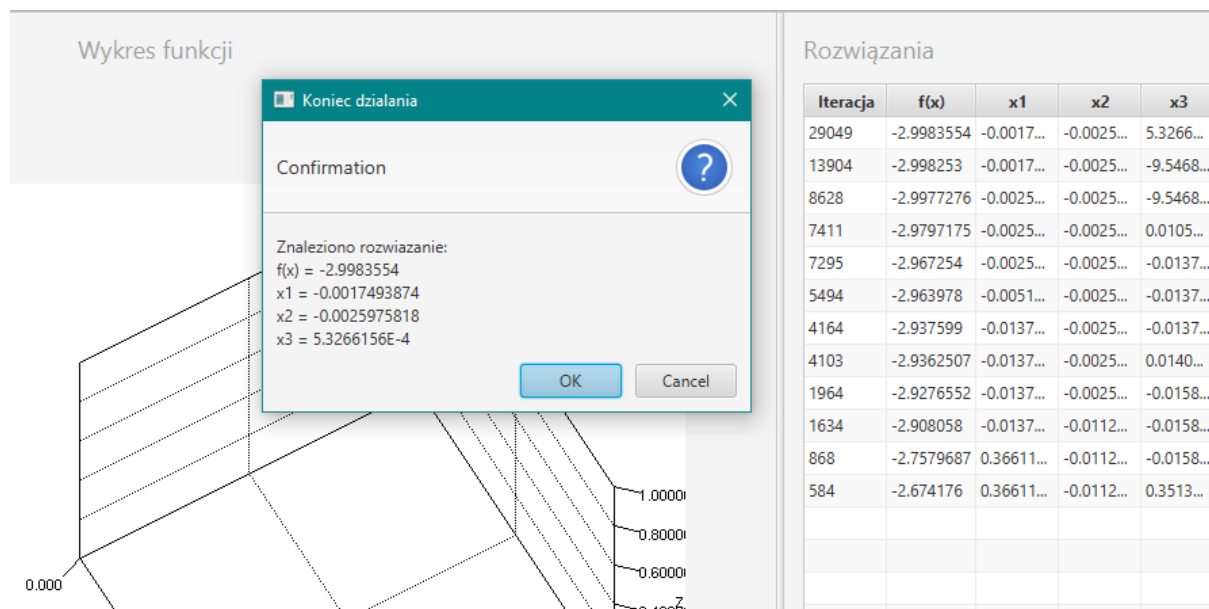 Wykres funkcji
Koniec dzialania
Confirmation
?
Znaleziono rozwiazanie:
f(x) = -2.9983554
x1 = -0.0017493874
x2 = -0.0025975818
x3 = 5.3266156E-4
OK Cancel
0.000
1.0000
0.8000
0.6000
Z
Rozwiązania
Iteracja f(x) x1 x2 x3
29049 -2.9983554 -0.0017... -0.0025... 5.3266...
13904 -2.998253 -0.0017... -0.0025... -9.5468...
8628 -2.9977276 -0.0025... -0.0025... -9.5468...
7411 -2.9797175 -0.0025... -0.0025... 0.0105...
7295 -2.967254 -0.0025... -0.0025... -0.0137...
5494 -2.963978 -0.0051... -0.0025... -0.0137...
4164 -2.937599 -0.0137... -0.0025... -0.0137...
4103 -2.9362507 -0.0137... -0.0025... 0.0140...
1964 -2.9276552 -0.0137... -0.0025... -0.0158...
1634 -2.908058 -0.0137... -0.0112... -0.0158...
868 -2.7579687 0.36611... -0.0112... -0.0158...
584 -2.674176 0.36611... -0.0112... 0.3513...